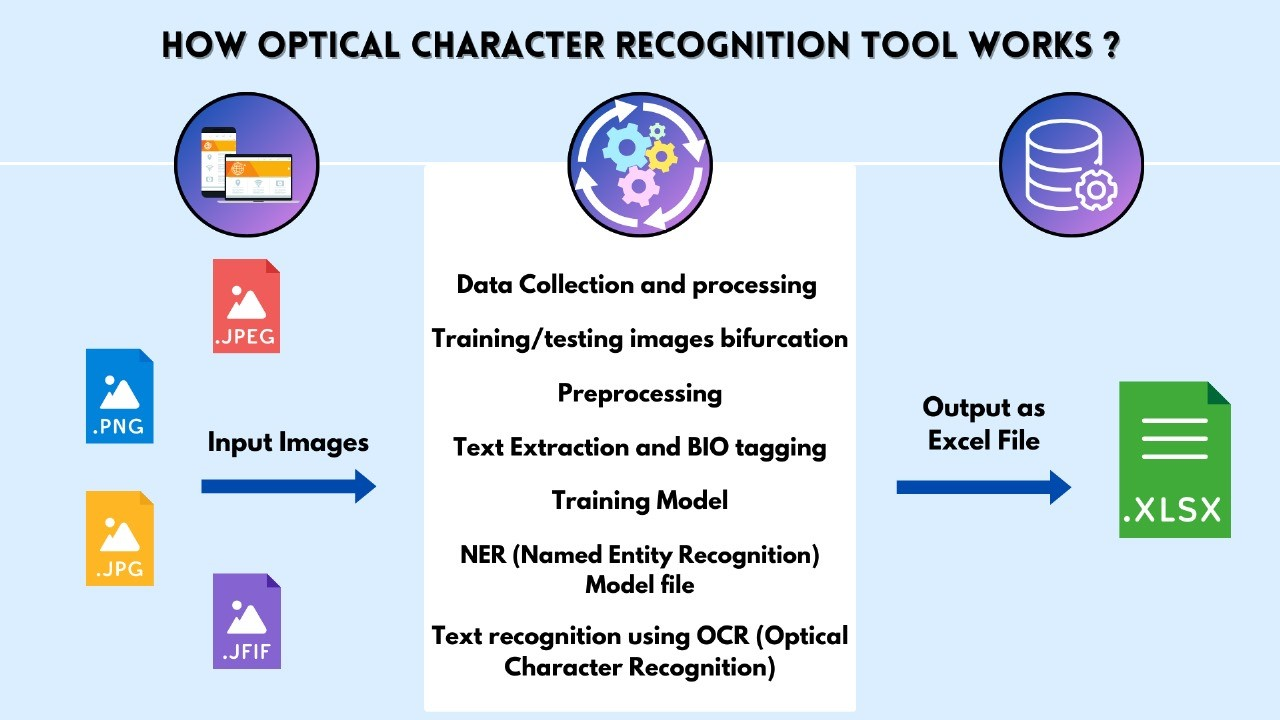 HOW OPTICAL CHARACTER RECOGNITION TOOL WORKS ?
.JPEG
.PNG
Input Images
.JPG
.JFIF
Data Collection and processing
Training/testing images bifurcation
Preprocessing
Text Extraction and BIO tagging
Training Model
NER (Named Entity Recognition)
Model file
Text recognition using OCR (Optical
Character Recognition)
Output as
Excel File
.XLSX